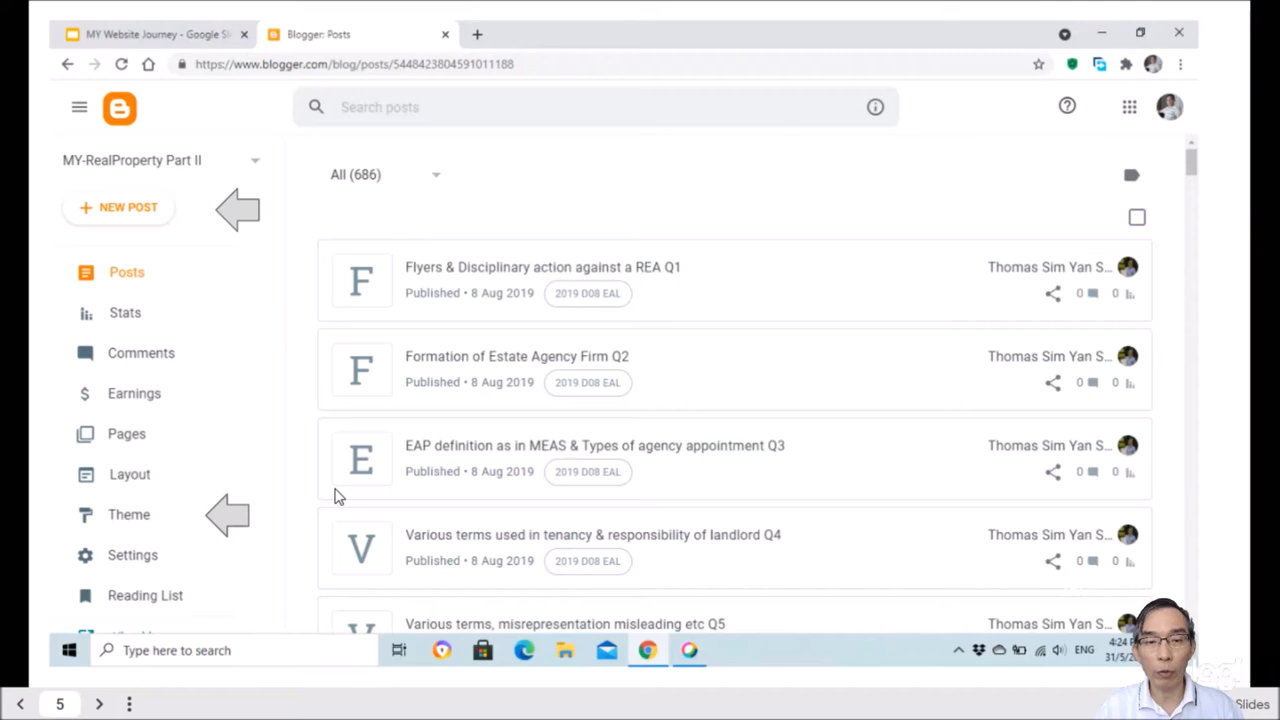 MY Website Journey - Google Sl
Blogger: Posts
https://www.blogger.com/blog/posts/5448423804591011188
Search posts
MY-RealProperty Part II
All (686)
+ NEW POST
Posts
Stats
Comments
Earnings
Pages
Layout
Theme
Settings
Reading List
F
Flyers & Disciplinary action against a REA Q1
Thomas Sim Yan S...
Published • 8 Aug 2019
2019 D08 EAL
0 0
F
Formation of Estate Agency Firm Q2
Thomas Sim Yan S...
Published • 8 Aug 2019
2019 D08 EAL
0 0
E
EAP definition as in MEAS & Types of agency appointment Q3
Thomas Sim Yan S...
Published • 8 Aug 2019
2019 D08 EAL
0 0
V
Various terms used in tenancy & responsibility of landlord Q4
Thomas Sim Yan S...
Published • 8 Aug 2019
2019 D08 EAL
0 0
V
Various terms, misrepresentation misleading etc Q5
Thomas Sim Yan S...
Type here to search
ENG
4:24
31/5/2
5
Slides